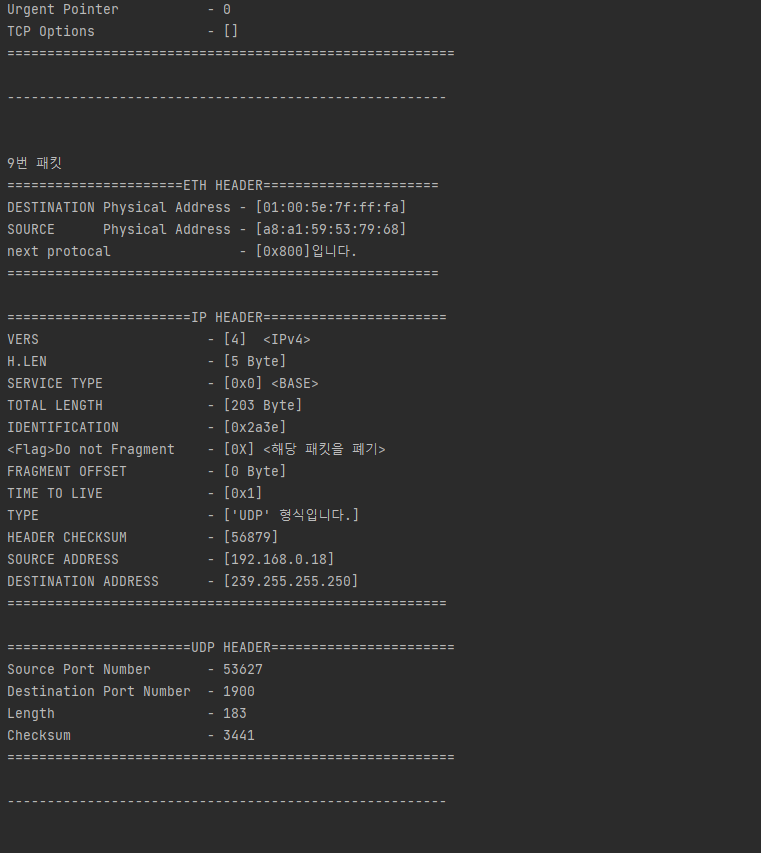 Urgent Pointer           - 0
TCP Options              - []
========================================================

-------------------------------------------------------

9번 패킷
======================ETH HEADER======================
DESTINATION Physical Address - [01:00:5e:7f:ff:fa]
SOURCE      Physical Address - [a8:a1:59:53:79:68]
next protocal                - [0x800]입니다.
======================================================

=======================IP HEADER=======================
VERS                     - [4]  <IPv4>
H.LEN                    - [5 Byte]
SERVICE TYPE             - [0x0] <BASE>
TOTAL LENGTH             - [203 Byte]
IDENTIFICATION           - [0x2a3e]
<Flag>Do not Fragment    - [0X] <해당 패킷을 폐기>
FRAGMENT OFFSET          - [0 Byte]
TIME TO LIVE             - [0x1]
TYPE                     - ['UDP' 형식입니다.]
HEADER CHECKSUM          - [56879]
SOURCE ADDRESS           - [192.168.0.18]
DESTINATION ADDRESS      - [239.255.255.250]
=======================================================

=======================UDP HEADER=======================
Source Port Number       - 53627
Destination Port Number  - 1900
Length                   - 183
Checksum                 - 3441
========================================================

-------------------------------------------------------